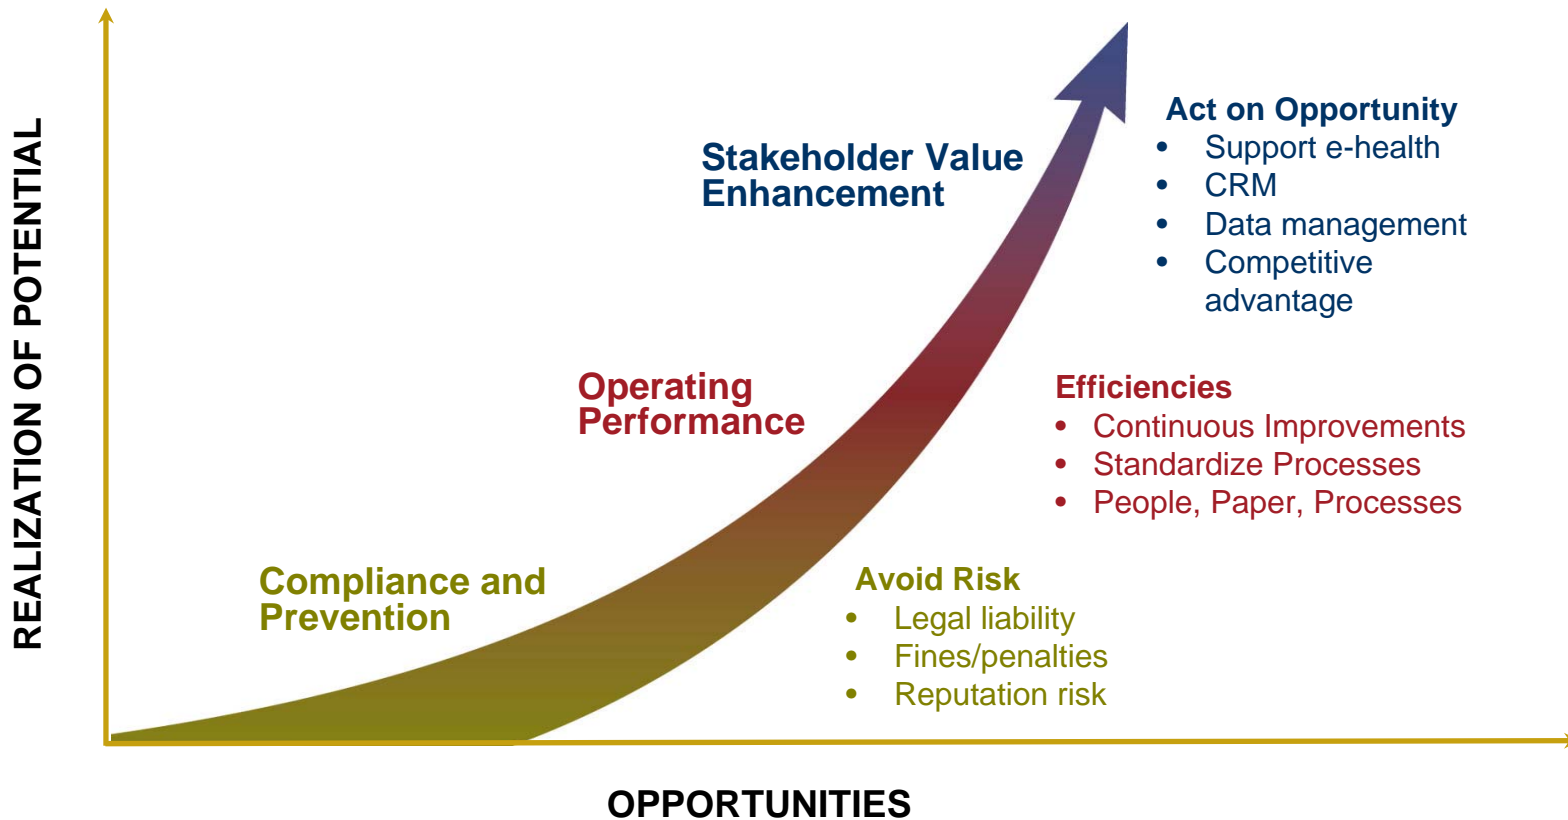 REALIZATION OF POTENTIAL
Stakeholder Value
Enhancement
Act on Opportunity
• Support e-health
• CRM
• Data management
• Competitive
advantage
Operating
Performance
Efficiencies
• Continuous Improvements
• Standardize Processes
• People, Paper, Processes
Compliance and
Prevention
Avoid Risk
• Legal liability
• Fines/penalties
• Reputation risk
OPPORTUNITIES